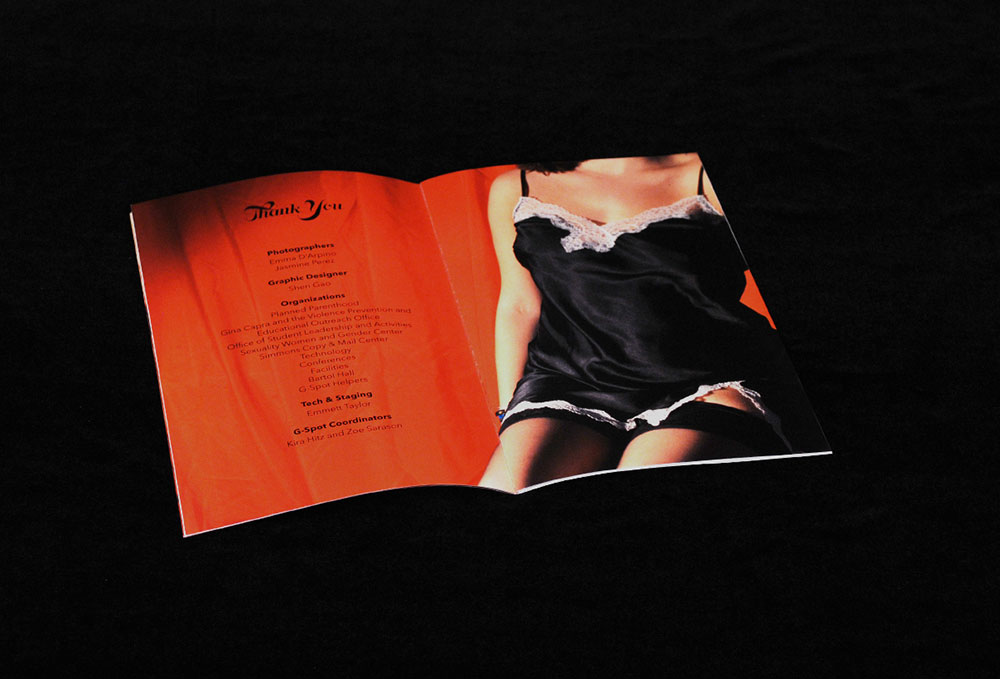 Thank You
Photographers
Emma D'Arpino
Jasmine Perez
Graphic Designer
Shen Gao
Organizations
Planned Parenthood
Gina Capra and the Violence Prevention and
Educational Outreach Office
Office of Student Leadership and Activities
Sexuality Women and Gender Center
Simmons Copy & Mail Center
Technology
Conferences
Facilities
Bartol Hall
G-Spot Helpers
Tech & Staging
Emmett Taylor
G-Spot Coordinators
Kira Hitz and Zoe Sarason